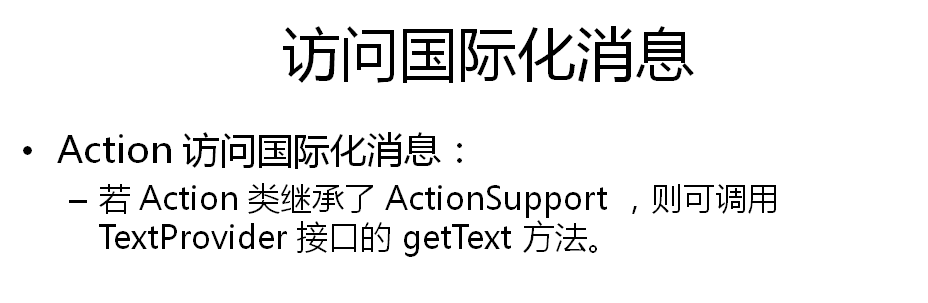 访问国际化消息
• Action 访问国际化消息：
– 若 Action 类继承了 ActionSupport ，则可调用
TextProvider 接口的 getText 方法。